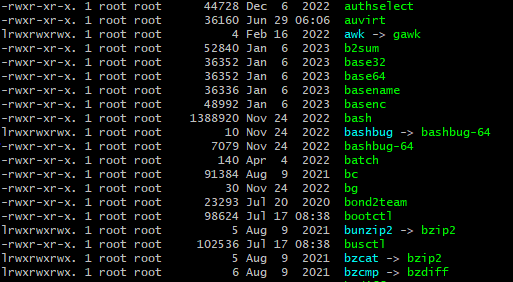 -rwxr-xr-x. 1 root root 44728 Dec 6 2022 authselect
-rwxr-xr-x. 1 root root 36160 Jun 29 06:06 auvirt
lrwxrwxrwx. 1 root root 4 Feb 16 2022 awk -> gawk
-rwxr-xr-x. 1 root root 52840 Jan 6 2023 b2sum
-rwxr-xr-x. 1 root root 36352 Jan 6 2023 base32
-rwxr-xr-x. 1 root root 36352 Jan 6 2023 base64
-rwxr-xr-x. 1 root root 36336 Jan 6 2023 basename
-rwxr-xr-x. 1 root root 48992 Jan 6 2023 basenc
-rwxr-xr-x. 1 root root 1388920 Nov 24 2022 bash
lrwxrwxrwx. 1 root root 10 Nov 24 2022 bashbug -> bashbug-64
-rwxr-xr-x. 1 root root 7079 Nov 24 2022 bashbug-64
-rwxr-xr-x. 1 root root 140 Apr 4 2022 batch
-rwxr-xr-x. 1 root root 91384 Aug 9 2021 bc
-rwxr-xr-x. 1 root root 30 Nov 24 2022 bg
-rwxr-xr-x. 1 root root 23293 Jul 20 2020 bond2team
-rwxr-xr-x. 1 root root 98624 Jul 17 08:38 bootctl
lrwxrwxrwx. 1 root root 5 Aug 9 2021 bunzip2 -> bzip2
-rwxr-xr-x. 1 root root 102536 Jul 17 08:38 busctl
lrwxrwxrwx. 1 root root 5 Aug 9 2021 bzcat -> bzip2
lrwxrwxrwx. 1 root root 6 Aug 9 2021 bzcmp -> bzdiff